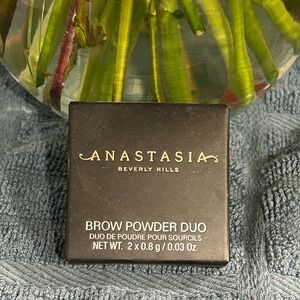 ANASTASIA
BEVERLY HILLS
BROW POWDER DUO
DUO DE POUDRE POUR SOURCILS
NET WT. 2 x 0.8 g / 0.03 Oz.